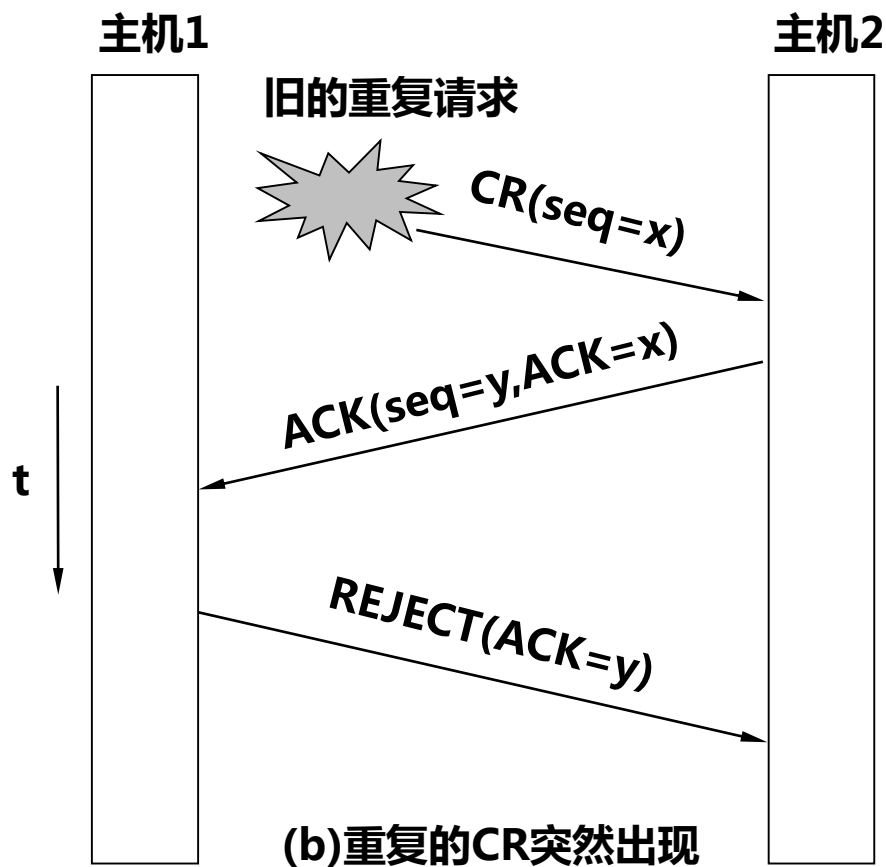 主机1
主机2
旧的重复请求
CR(seq=x)
ACK(seq=y,ACK=x)
t
REJECT(ACK=y)
(b)重复的CR突然出现